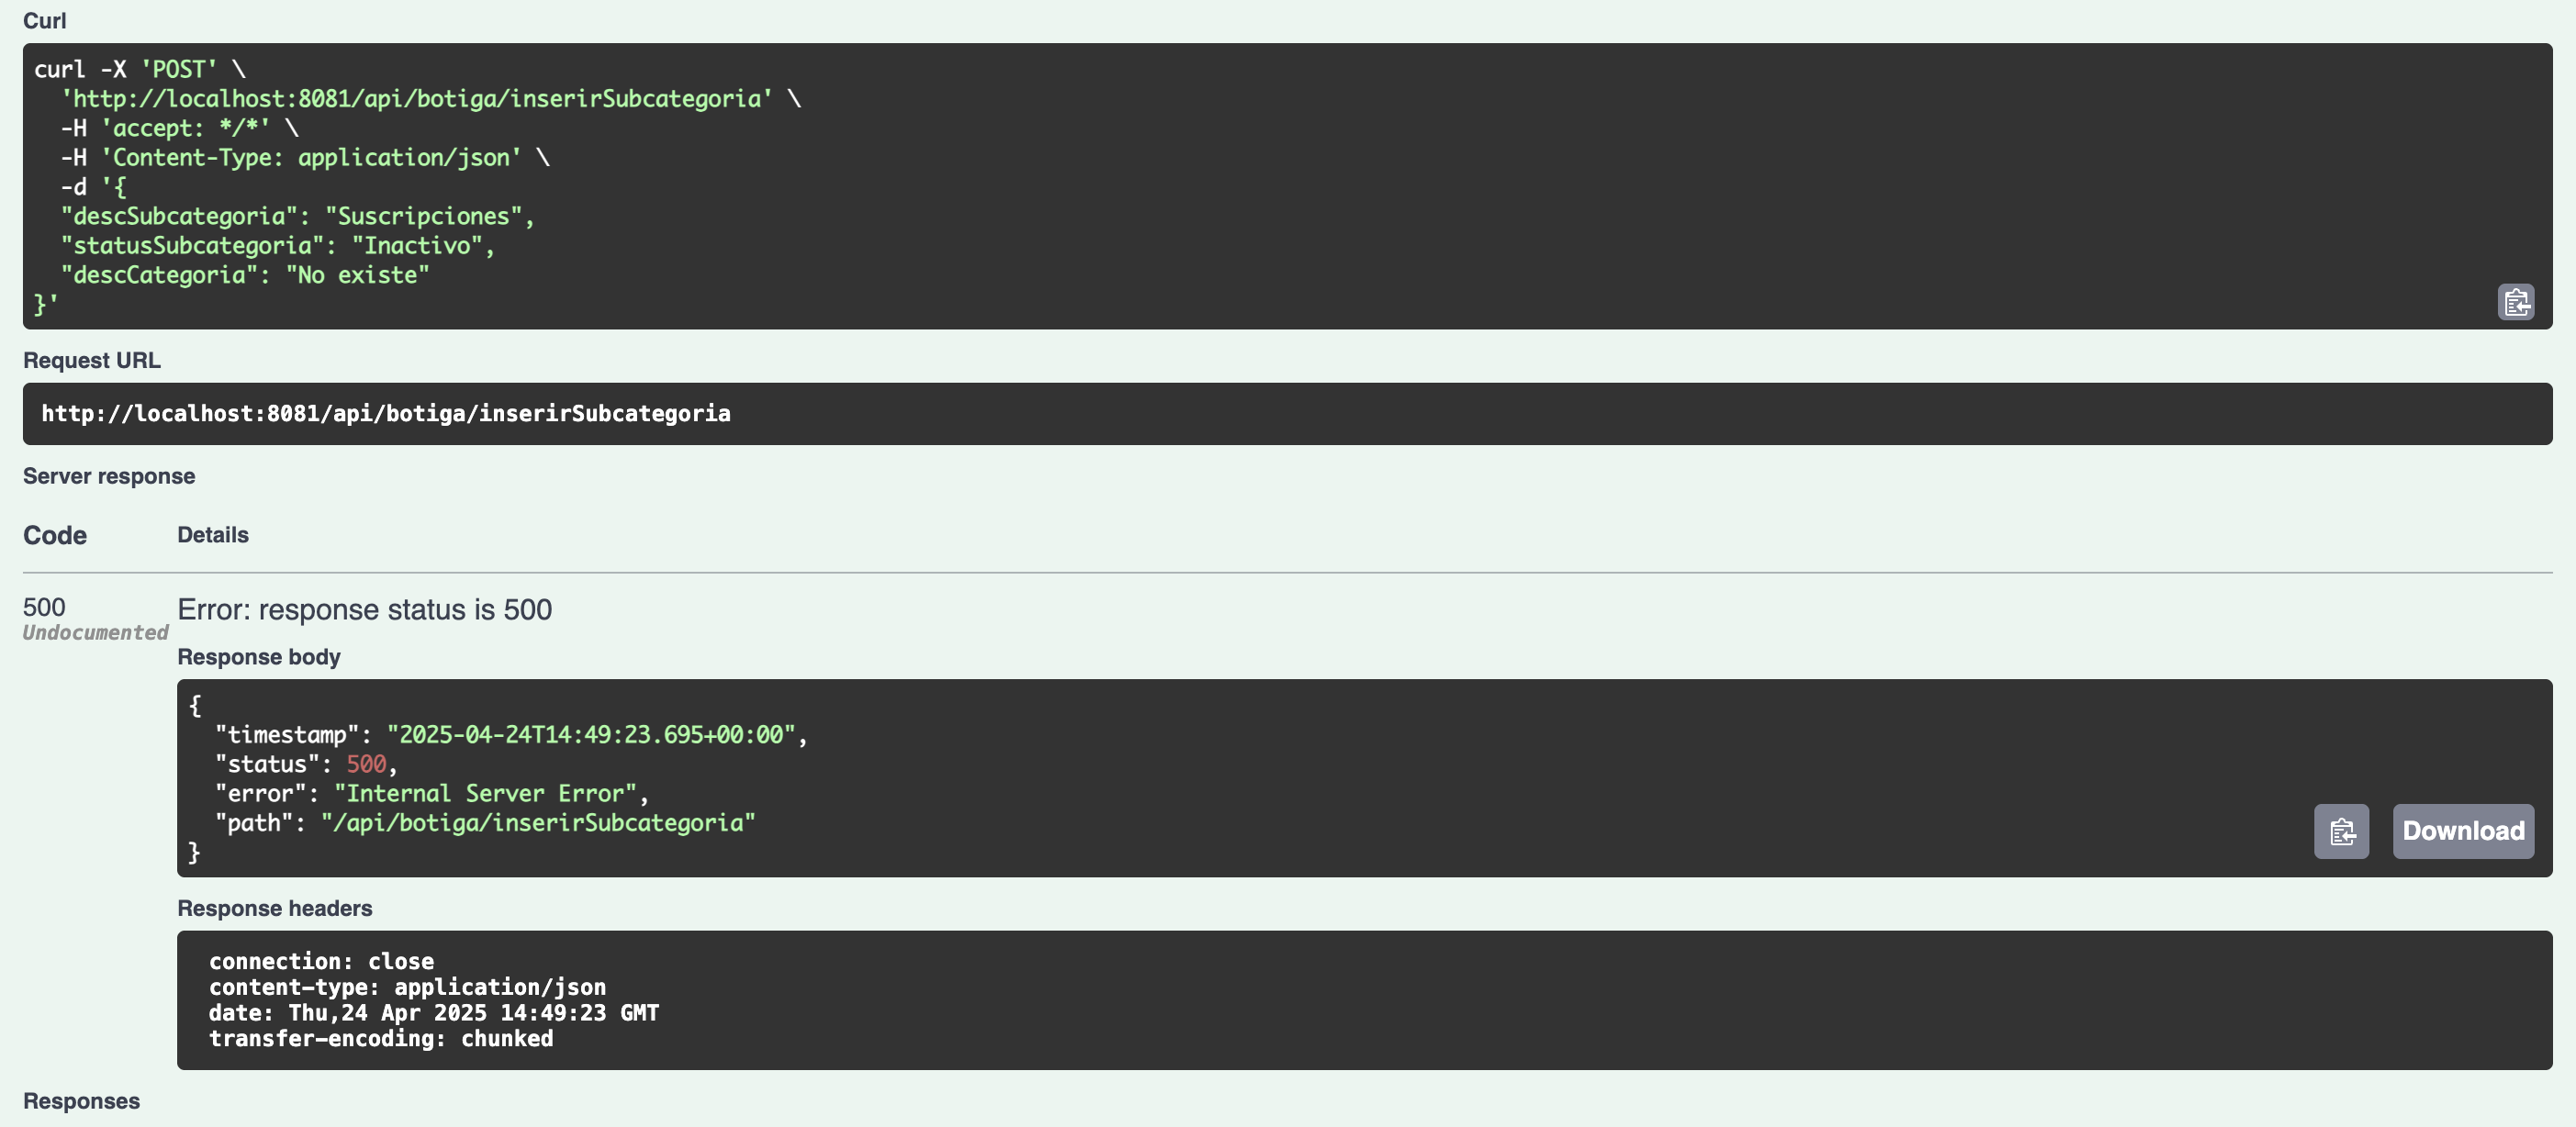 Curl
curl -X 'POST' \
  'http://localhost:8081/api/botiga/inserirSubcategoria' \
  -H 'accept: */*' \
  -H 'Content-Type: application/json' \
  -d '{
  "descSubcategoria": "Suscripciones",
  "statusSubcategoria": "Inactivo",
  "descCategoria": "No existe"
}'
Request URL
http://localhost:8081/api/botiga/inserirSubcategoria
Server response
Code Details
500 Error: response status is 500
Undocumented
Response body
{
  "timestamp": "2025-04-24T14:49:23.695+00:00",
  "status": 500,
  "error": "Internal Server Error",
  "path": "/api/botiga/inserirSubcategoria"
}
Download
Response headers
connection: close
content-type: application/json
date: Thu,24 Apr 2025 14:49:23 GMT
transfer-encoding: chunked
Responses